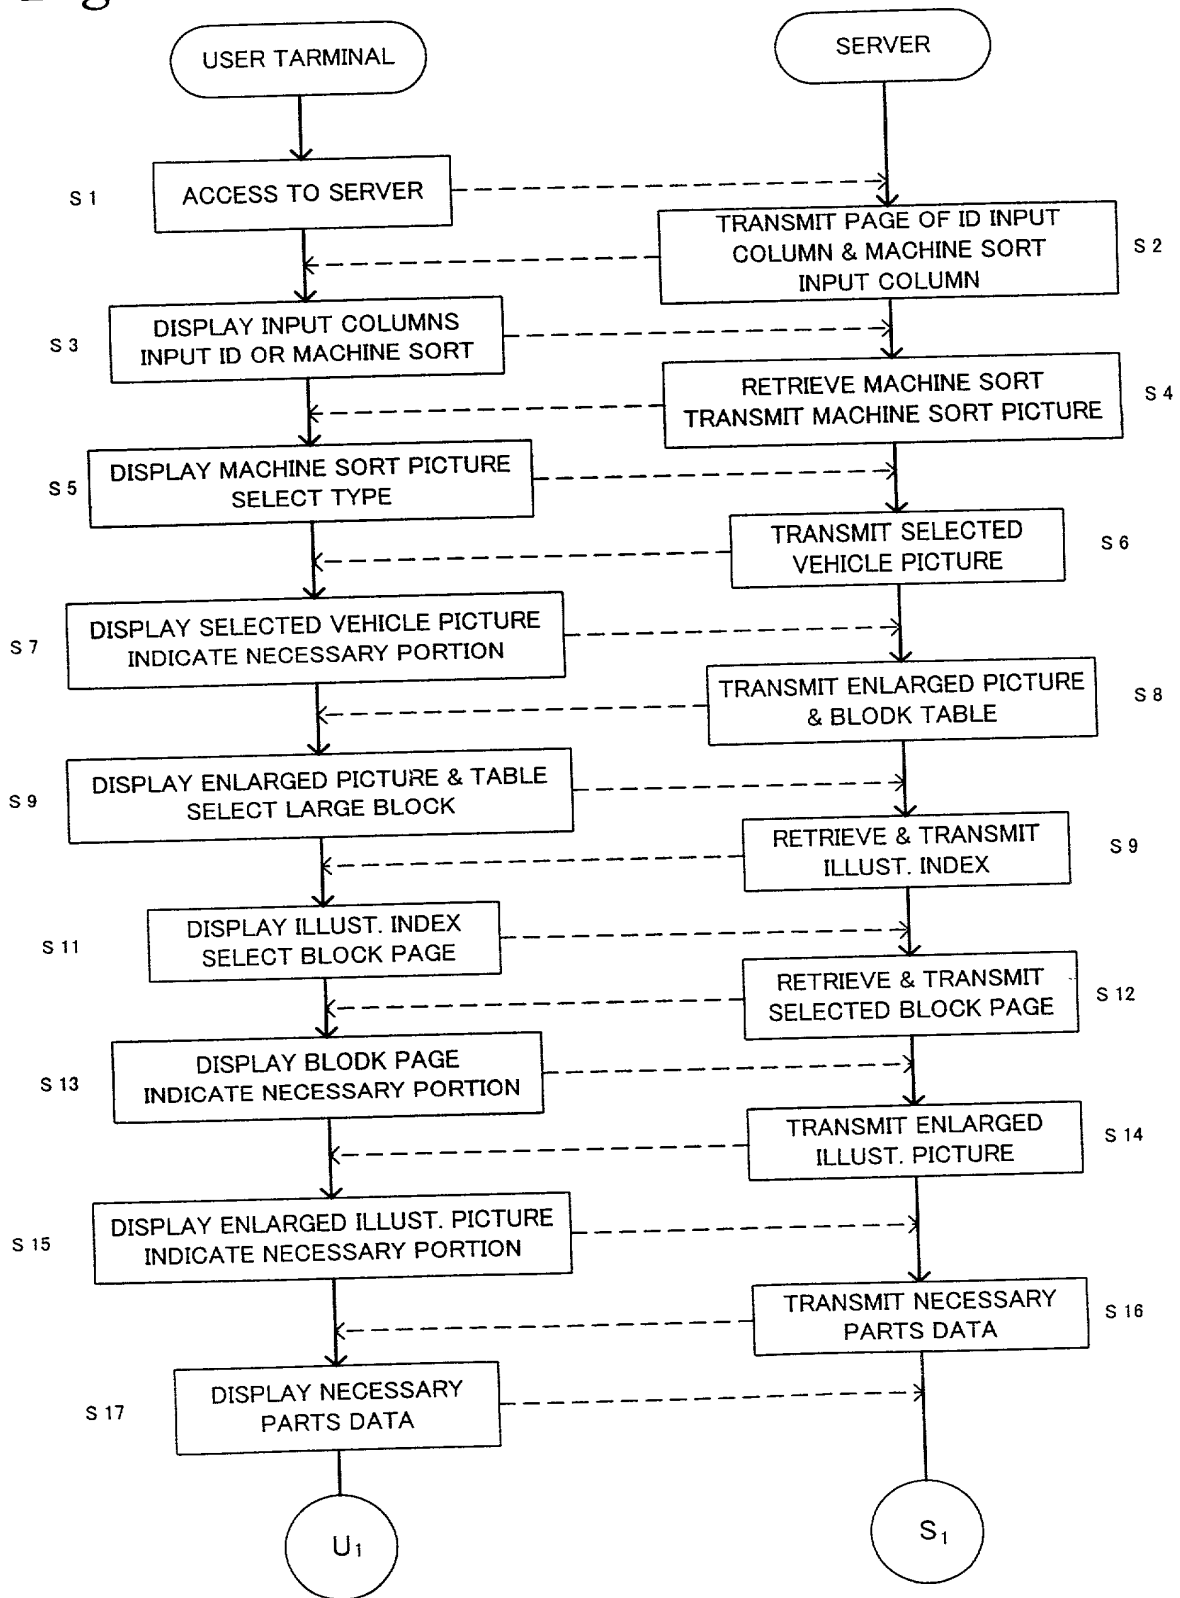 USER TARMINAL
SERVER
S 1
ACCESS TO SERVER
TRANSMIT PAGE OF ID INPUT
COLUMN & MACHINE SORT
INPUT COLUMN
S 2
S 3
DISPLAY INPUT COLUMNS
INPUT ID OR MACHINE SORT
RETRIEVE MACHINE SORT
TRANSMIT MACHINE SORT PICTURE
S 4
S 5
DISPLAY MACHINE SORT PICTURE
SELECT TYPE
TRANSMIT SELECTED
VEHICLE PICTURE
S 6
S 7
DISPLAY SELECTED VEHICLE PICTURE
INDICATE NECESSARY PORTION
TRANSMIT ENLARGED PICTURE
& BLODK TABLE
S 8
S 9
DISPLAY ENLARGED PICTURE & TABLE
SELECT LARGE BLOCK
RETRIEVE & TRANSMIT
ILLUST. INDEX
S 9
S 11
DISPLAY ILLUST. INDEX
SELECT BLOCK PAGE
RETRIEVE & TRANSMIT
SELECTED BLOCK PAGE
S 12
S 13
DISPLAY BLODK PAGE
INDICATE NECESSARY PORTION
TRANSMIT ENLARGED
ILLUST. PICTURE
S 14
S 15
DISPLAY ENLARGED ILLUST. PICTURE
INDICATE NECESSARY PORTION
TRANSMIT NECESSARY
PARTS DATA
S 16
S 17
DISPLAY NECESSARY
PARTS DATA
U1
S1